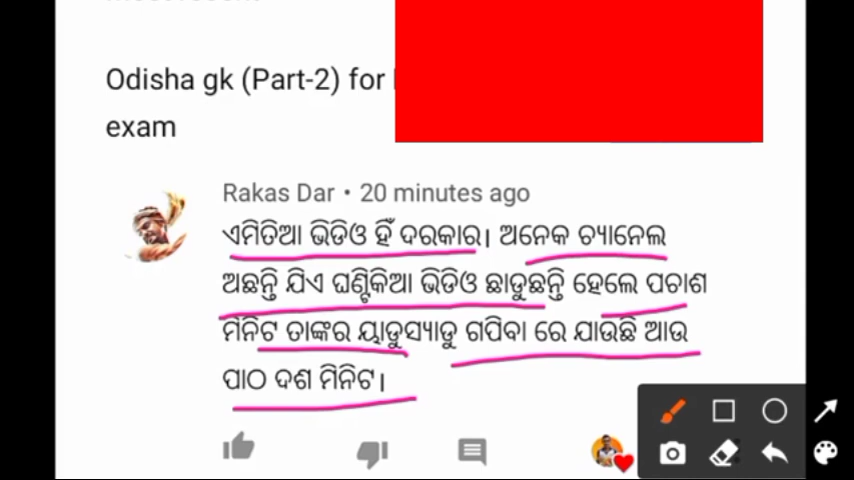 Odisha gk (Part-2) for
exam
Rakas Dar • 20 minutes ago
ଏମିତିଆ ଭିଡିଓ ହିଁ ଦରକାର। ଅନେକ ଚ୍ୟାନେଲ
ଅଛନ୍ତି ଯିଏ ଘଣ୍ଟିକିଆ ଭିଡିଓ ଛାଡୁଛନ୍ତି ହେଲେ ପଚାଶ
ମିନିଟ ତାଙ୍କର ୟାଡୁସ୍ୟାଡୁ ଗପିବା ରେ ଯାଉଛି ଆଉ
ପାଠ ଦଶ ମିନିଟ।